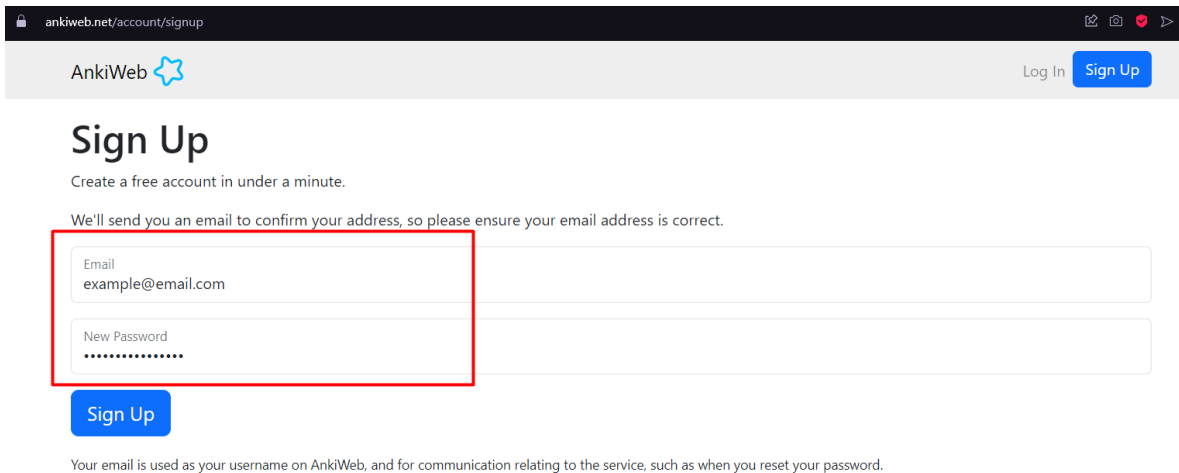 ankiweb.net/account/signup
AnkiWeb
Log In
Sign Up
Sign Up
Create a free account in under a minute.
We'll send you an email to confirm your address, so please ensure your email address is correct.
Email
example@email.com
New Password
••••••••••••••••
Sign Up
Your email is used as your username on AnkiWeb, and for communication relating to the service, such as when you reset your password.